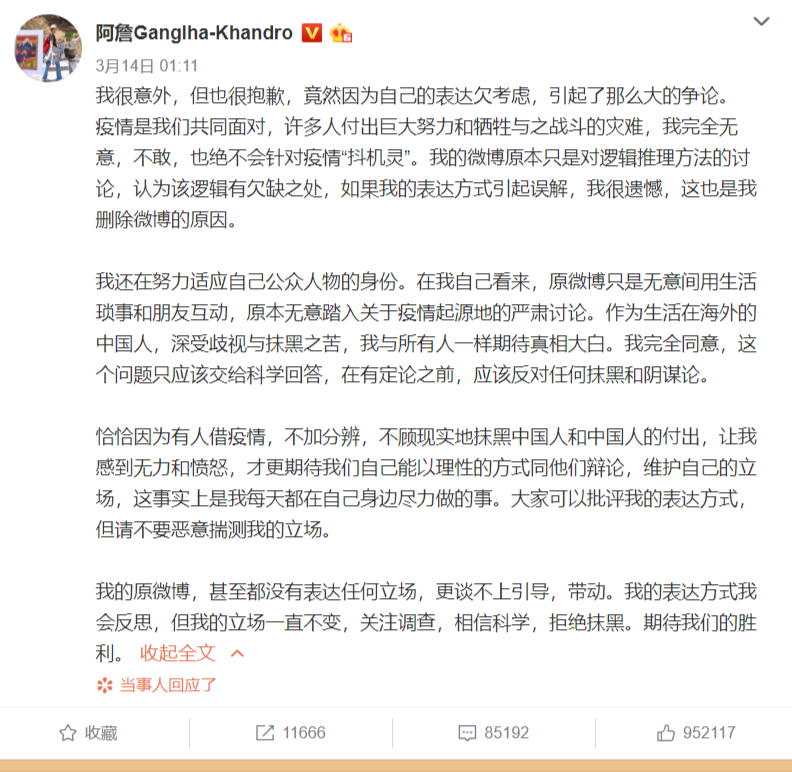 阿詹Ganglha-Khandro
3月14日 01:11
我很意外，但也很抱歉，竟然因为自己的表达欠考虑，引起了那么大的争论。
疫情是我们共同面对，许多人付出巨大努力和牺牲与之战斗的灾难，我完全无
意，不敢，也绝不会针对疫情“抖机灵”。我的微博原本只是对逻辑推理方法的讨
论，认为该逻辑有欠缺之处，如果我的表达方式引起误解，我很遗憾，这也是我
删除微博的原因。
我还在努力适应自己公众人物的身份。在我自己看来，原微博只是无意间用生活
琐事和朋友互动，原本无意踏入关于疫情起源地的严肃讨论。作为生活在海外的
中国人，深受歧视与抹黑之苦，我与所有人一样期待真相大白。我完全同意，这
个问题只应该交给科学回答，在有定论之前，应该反对任何抹黑和阴谋论。
恰恰因为有人借疫情，不加分辨，不顾现实地抹黑中国人和中国人的付出，让我
感到无力和愤怒，才更期待我们自己能以理性的方式同他们辩论，维护自己的立
场，这事实上是我每天都在自己身边尽力做的事。大家可以批评我的表达方式，
但请不要恶意揣测我的立场。
我的原微博，甚至都没有表达任何立场，更谈不上引导，带动。我的表达方式我
会反思，但我的立场一直不变，关注调查，相信科学，拒绝抹黑。期待我们的胜
利。 收起全文
当事人回应了
收藏 11666 85192 952117